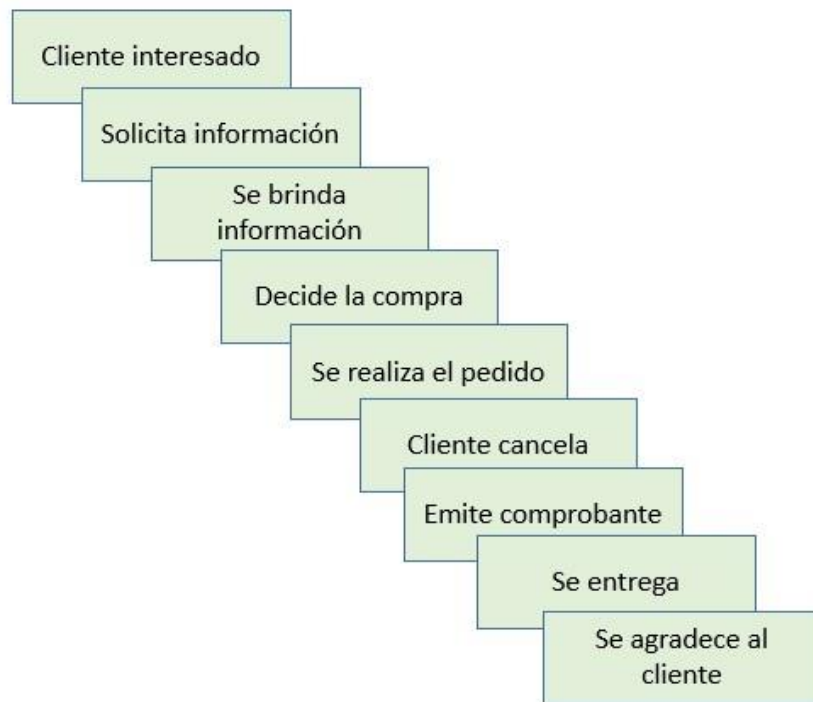 Cliente interesado
Solicita información
Se brinda
información
Decide la compra
Se realiza el pedido
Cliente cancela
Emite comprobante
Se entrega
Se agradece al
cliente